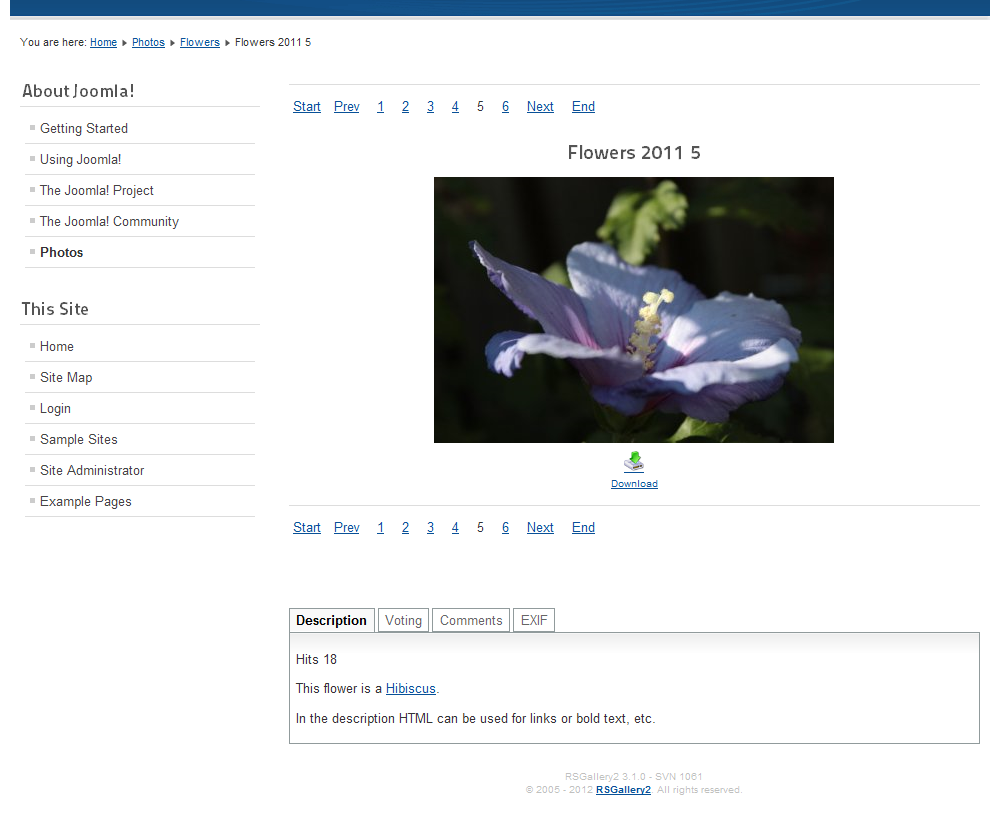 You are here: Home Photos Flowers Flowers 2011 5
About Joomla!
Getting Started
Using Joomla!
The Joomla! Project
The Joomla! Community
Photos
This Site
Home
Site Map
Login
Sample Sites
Site Administrator
Example Pages
Start Prev 1 2 3 4 5 6 Next End
Flowers 2011 5
Download
Start Prev 1 2 3 4 5 6 Next End
Description Voting Comments EXIF
Hits 18
This flower is a Hibiscus.
In the description HTML can be used for links or bold text, etc.
RSGallery2 3.1.0 - SVN 1061
© 2005 - 2012 RSGallery2. All rights reserved.